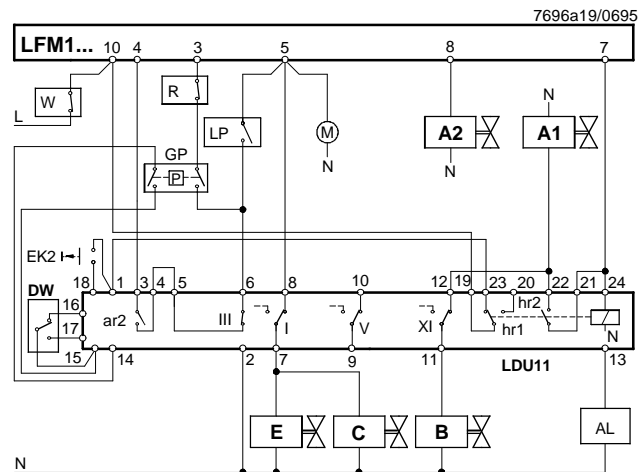 7696a19/0695
LFM1... 10 4 3 5 8 7
W R
L LP M N
A2 A1 N
N
GP
P
EK2
18 1 3 4 5 6 8 10 12 19 23 20 22 21 24
DW
16
17
ar2 III I V XI hr1 hr2 N
15 14 2 7 9 11 LDU11 13
E C B AL
N